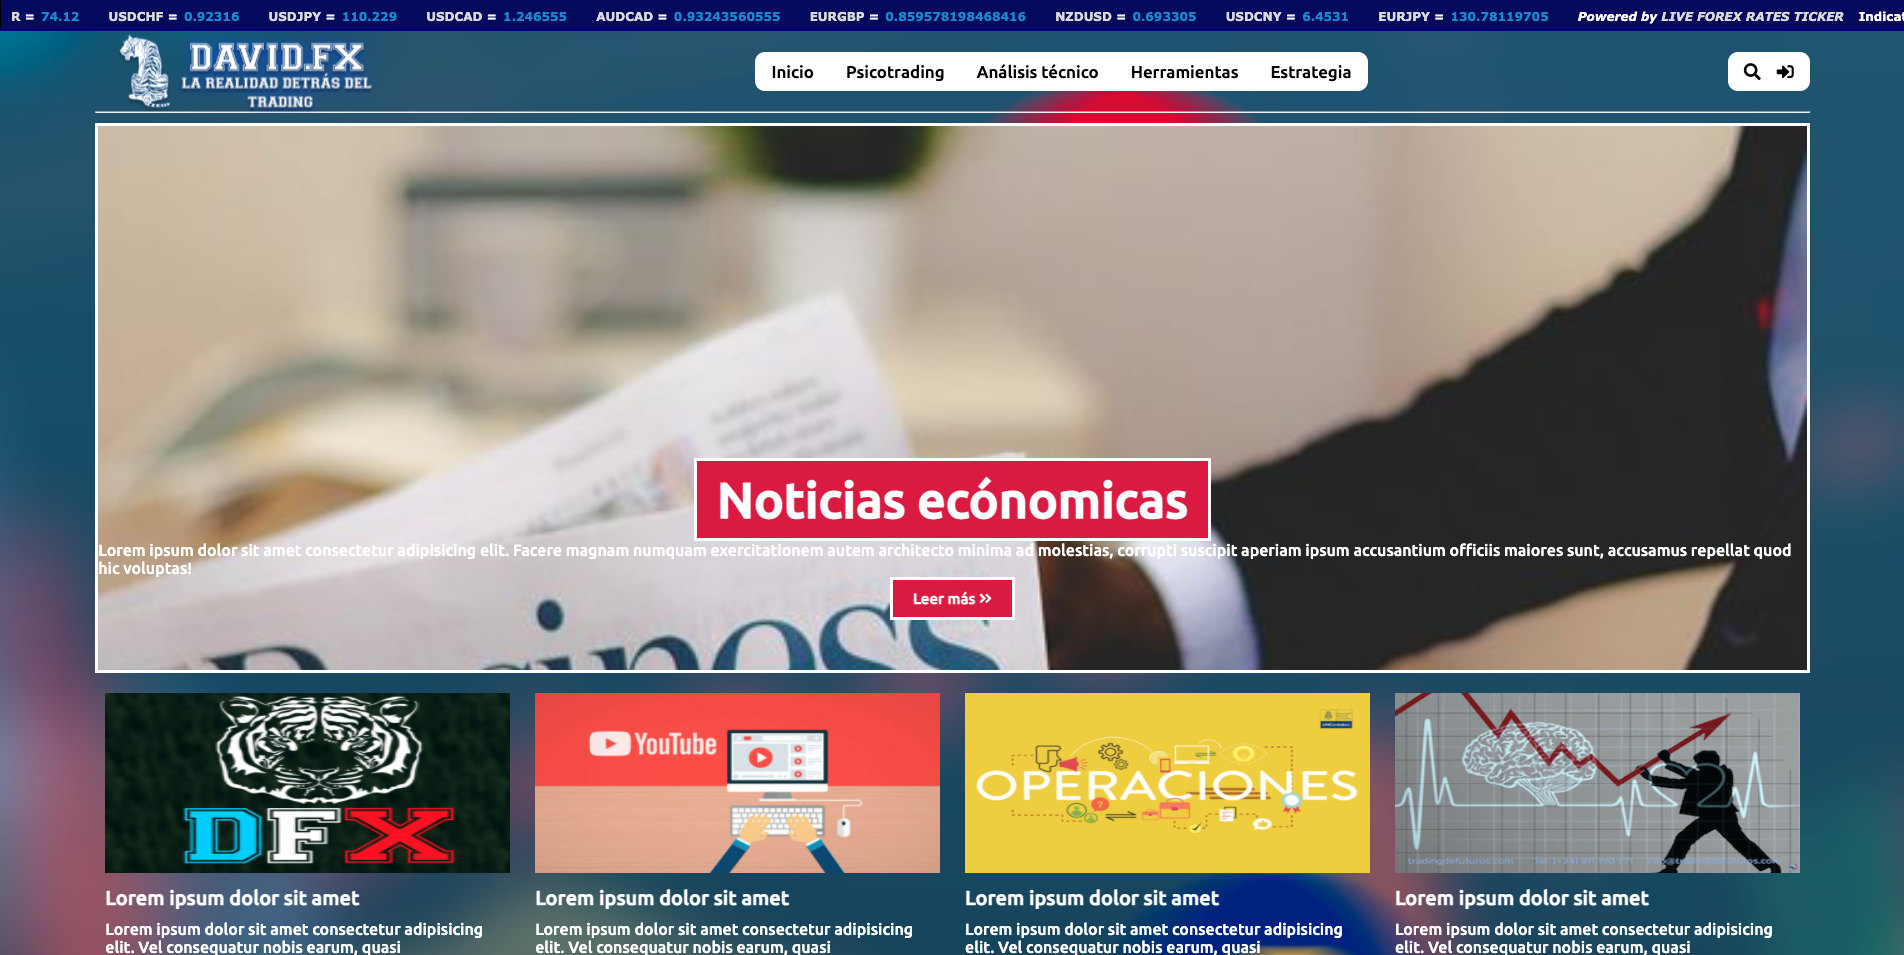 R = 74.12 USDCHF = 0.92316 USDJPY = 110.229 USDCAD = 1.246555 AUDCAD = 0.93243560555 EURGBP = 0.859578198468416 NZDUSD = 0.693305 USDCNY = 6.4531 EURJPY = 130.78119705 Powered by LIVE FOREX RATES TICKER Indicat
DAVID.FX
LA REALIDAD DETRÁS DEL
TRADING
Inicio Psicotrading Análisis técnico Herramientas Estrategia
Noticias ecónomicas
Lorem ipsum dolor sit amet consectetur adipisicing elit. Facere magnam numquam exercitationem autem architecto minima ad molestias, corrupti suscipit aperiam ipsum accusantium officiis maiores sunt, accusamus repellat quod
hic voluptas!
Leer más »
Business
DFX
YouTube
OPERACIONES
2
tradingdefuturos.com
Lorem ipsum dolor sit amet
Lorem ipsum dolor sit amet consectetur adipisicing
elit. Vel consequatur nobis earum, quasi
Lorem ipsum dolor sit amet
Lorem ipsum dolor sit amet consectetur adipisicing
elit. Vel consequatur nobis earum, quasi
Lorem ipsum dolor sit amet
Lorem ipsum dolor sit amet consectetur adipisicing
elit. Vel consequatur nobis earum, quasi
Lorem ipsum dolor sit amet
Lorem ipsum dolor sit amet consectetur adipisicing
elit. Vel consequatur nobis earum, quasi